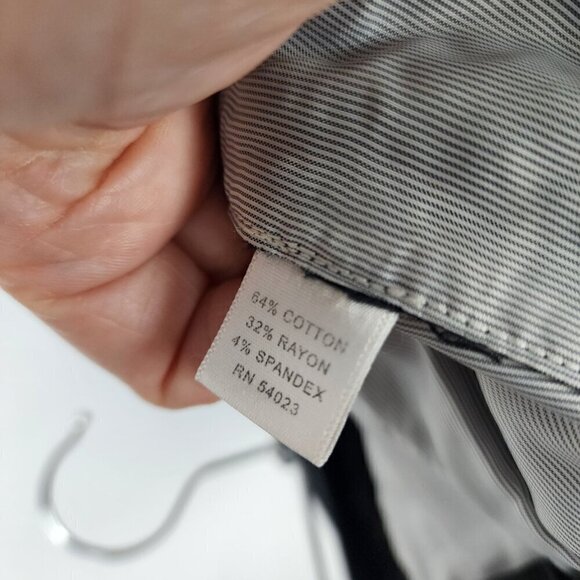 64% COTTON
32% RAYON
4% SPANDEX
RN 54023